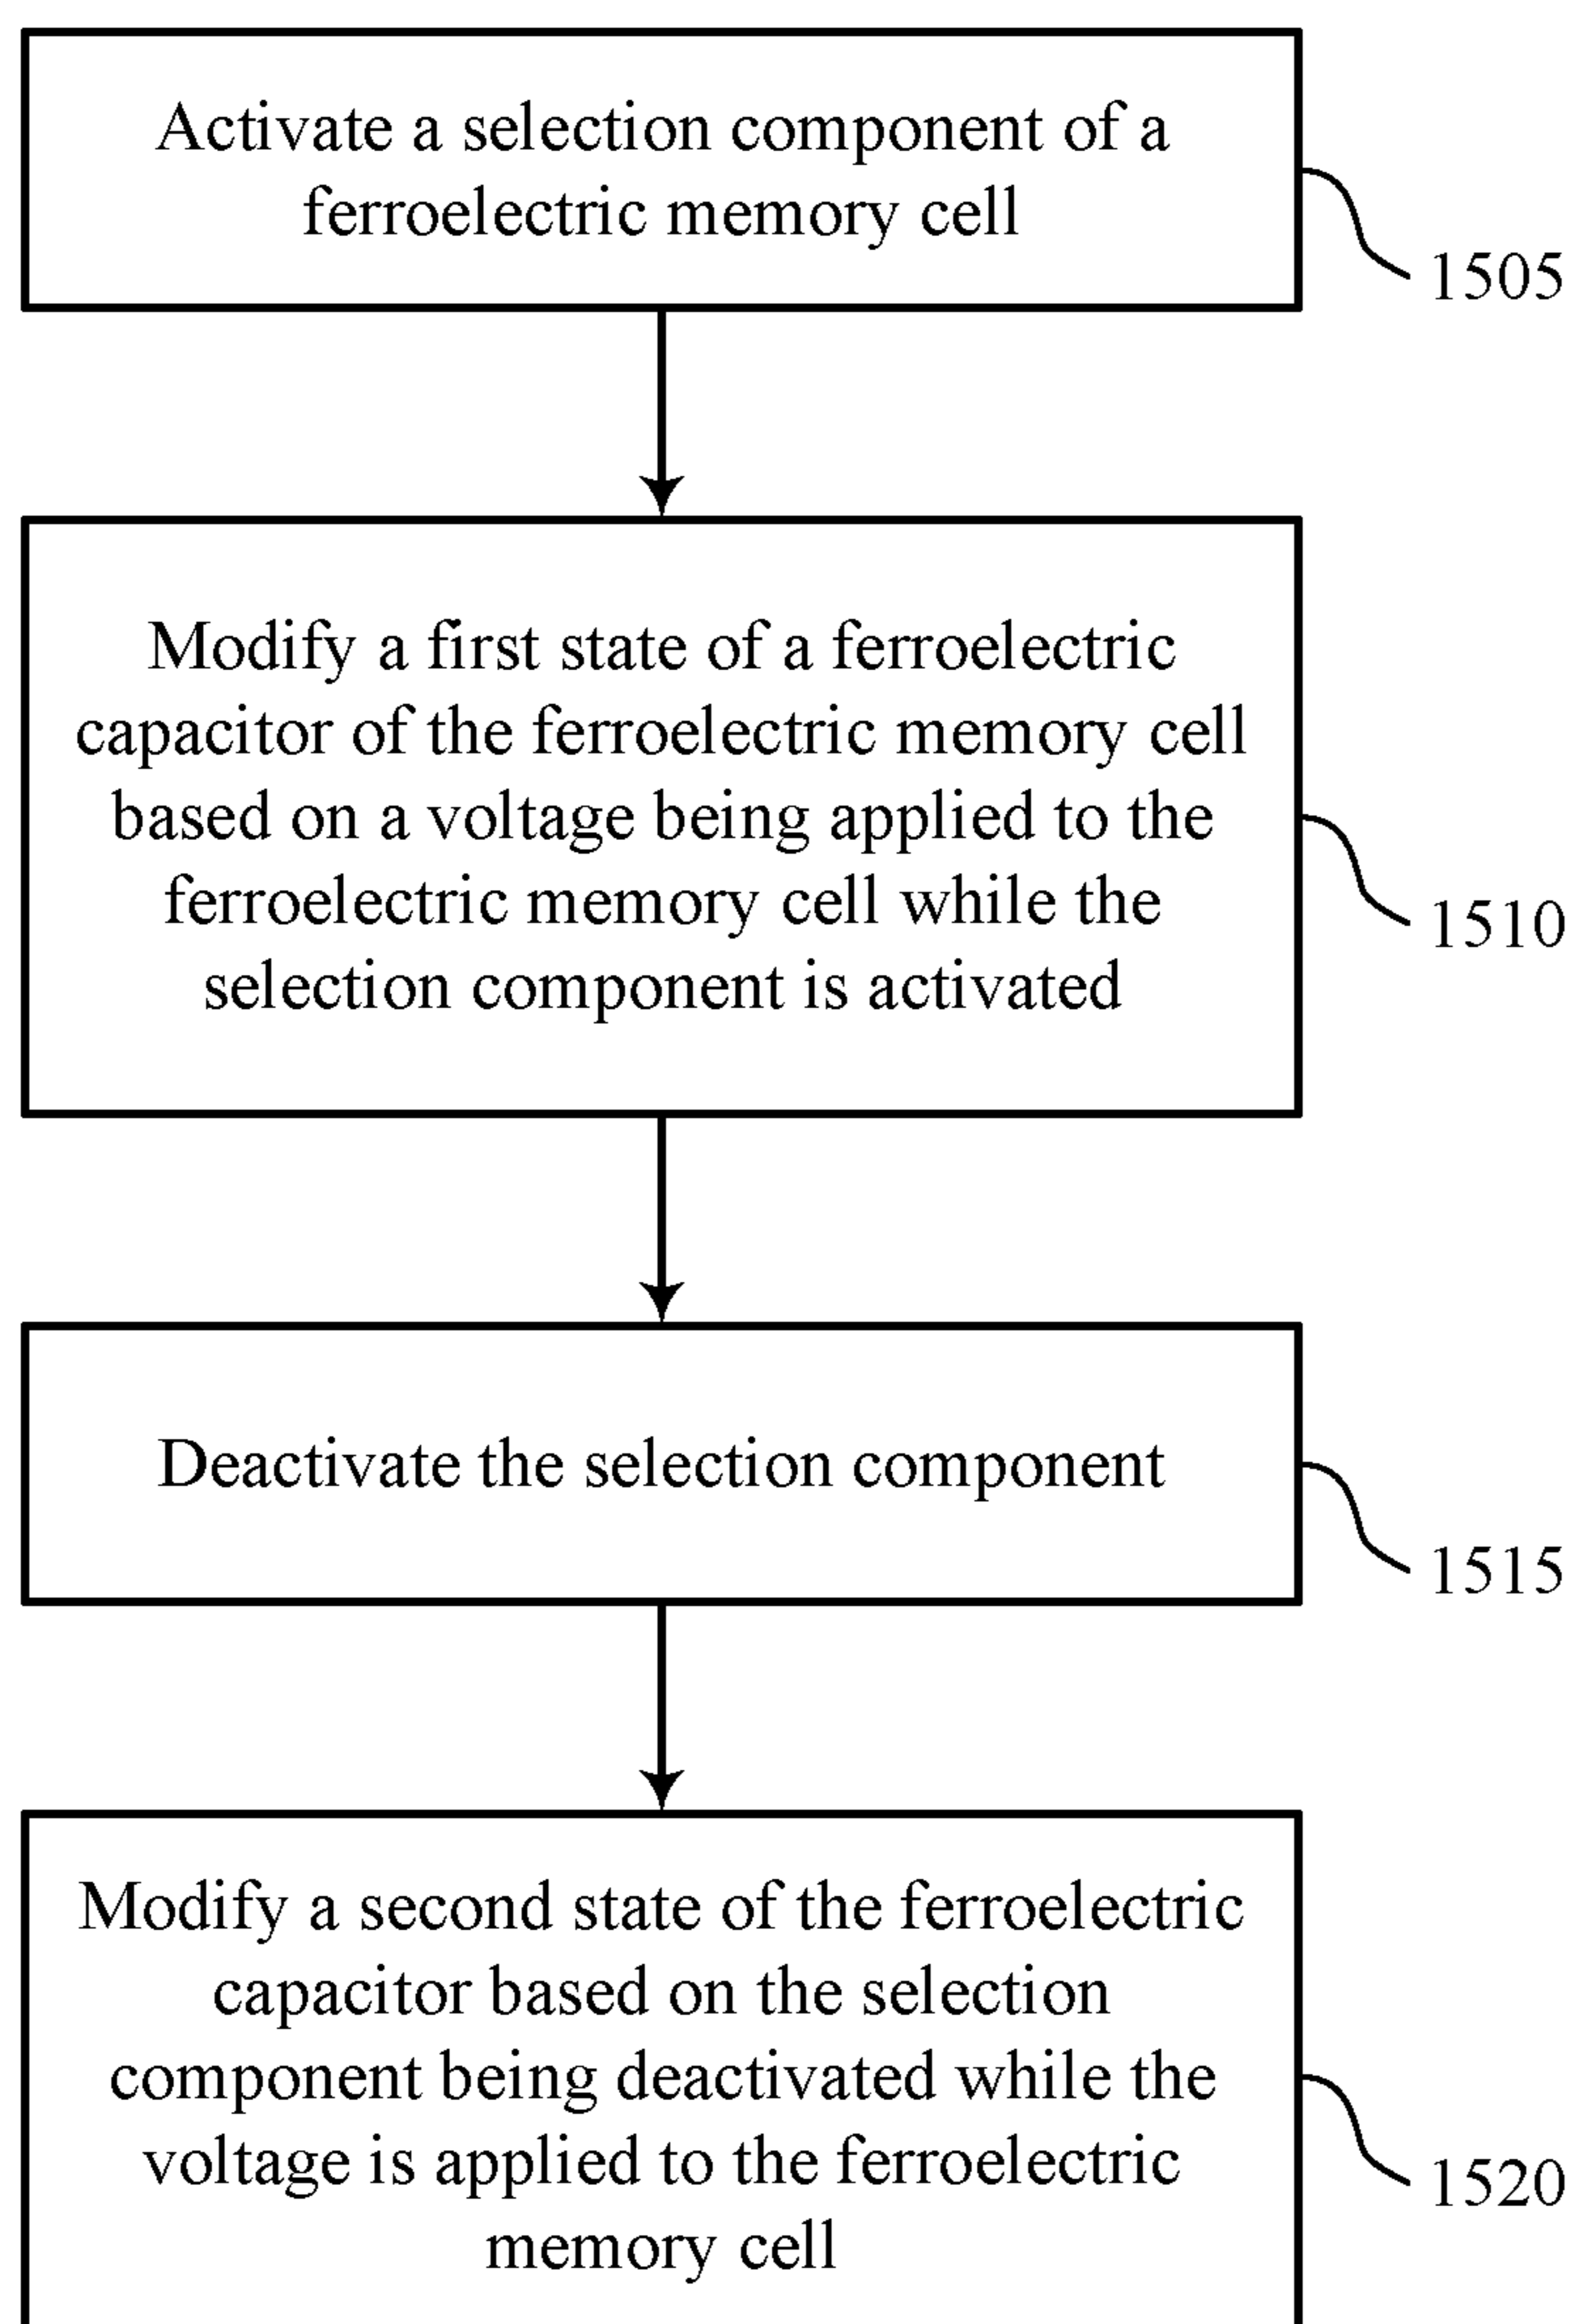 Activate a selection component of a
ferroelectric memory cell
1505
Modify a first state of a ferroelectric
capacitor of the ferroelectric memory cell
based on a voltage being applied to the
ferroelectric memory cell while the
selection component is activated
1510
Deactivate the selection component
1515
Modify a second state of the ferroelectric
capacitor based on the selection
component being deactivated while the
voltage is applied to the ferroelectric
memory cell
1520